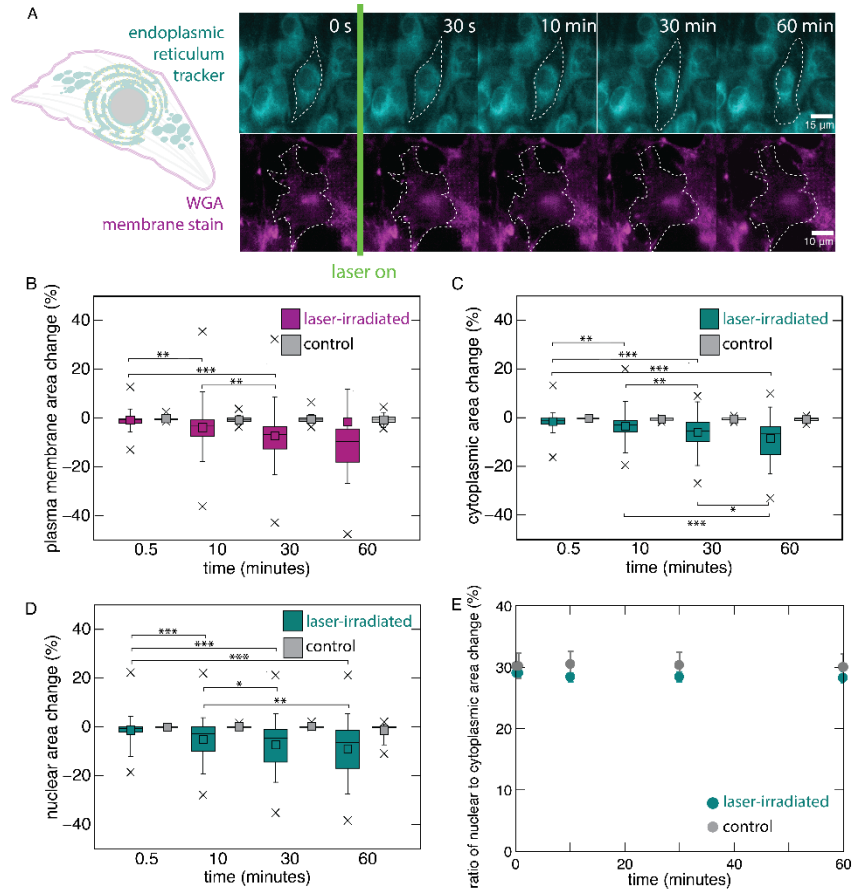 A
endoplasmic
reticulum
tracker
0 s
30 s
10 min
30 min
60 min
15 µm
WGA
membrane stain
10 µm
laser on
B
plasma membrane area change (%)
laser-irradiated
control
40
20
0
-20
-40
**
***
**
0.5
10
30
60
time (minutes)
C
cytoplasmic area change (%)
laser-irradiated
control
40
20
0
-20
-40
**
***
***
**
*
***
0.5
10
30
60
time (minutes)
D
nuclear area change (%)
laser-irradiated
control
40
20
0
-20
-40
***
***
***
*
**
0.5
10
30
60
time (minutes)
E
ratio of nuclear to cytoplasmic area change (%)
40
30
20
10
0
laser-irradiated
control
0
20
40
60
time (minutes)